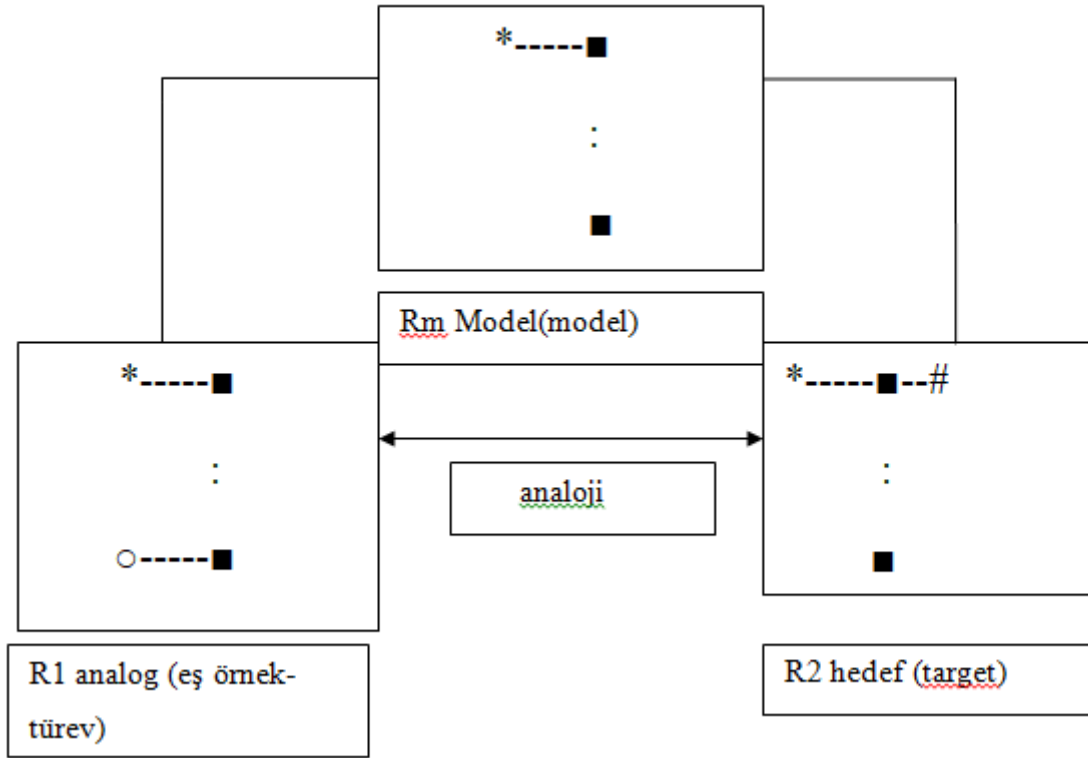 *-----■
:
■
Rm Model(model)
*-----■
:
○-----■
analoji
*-----■--#
:
■
R1 analog (eş örnek-
türev)
R2 hedef (target)